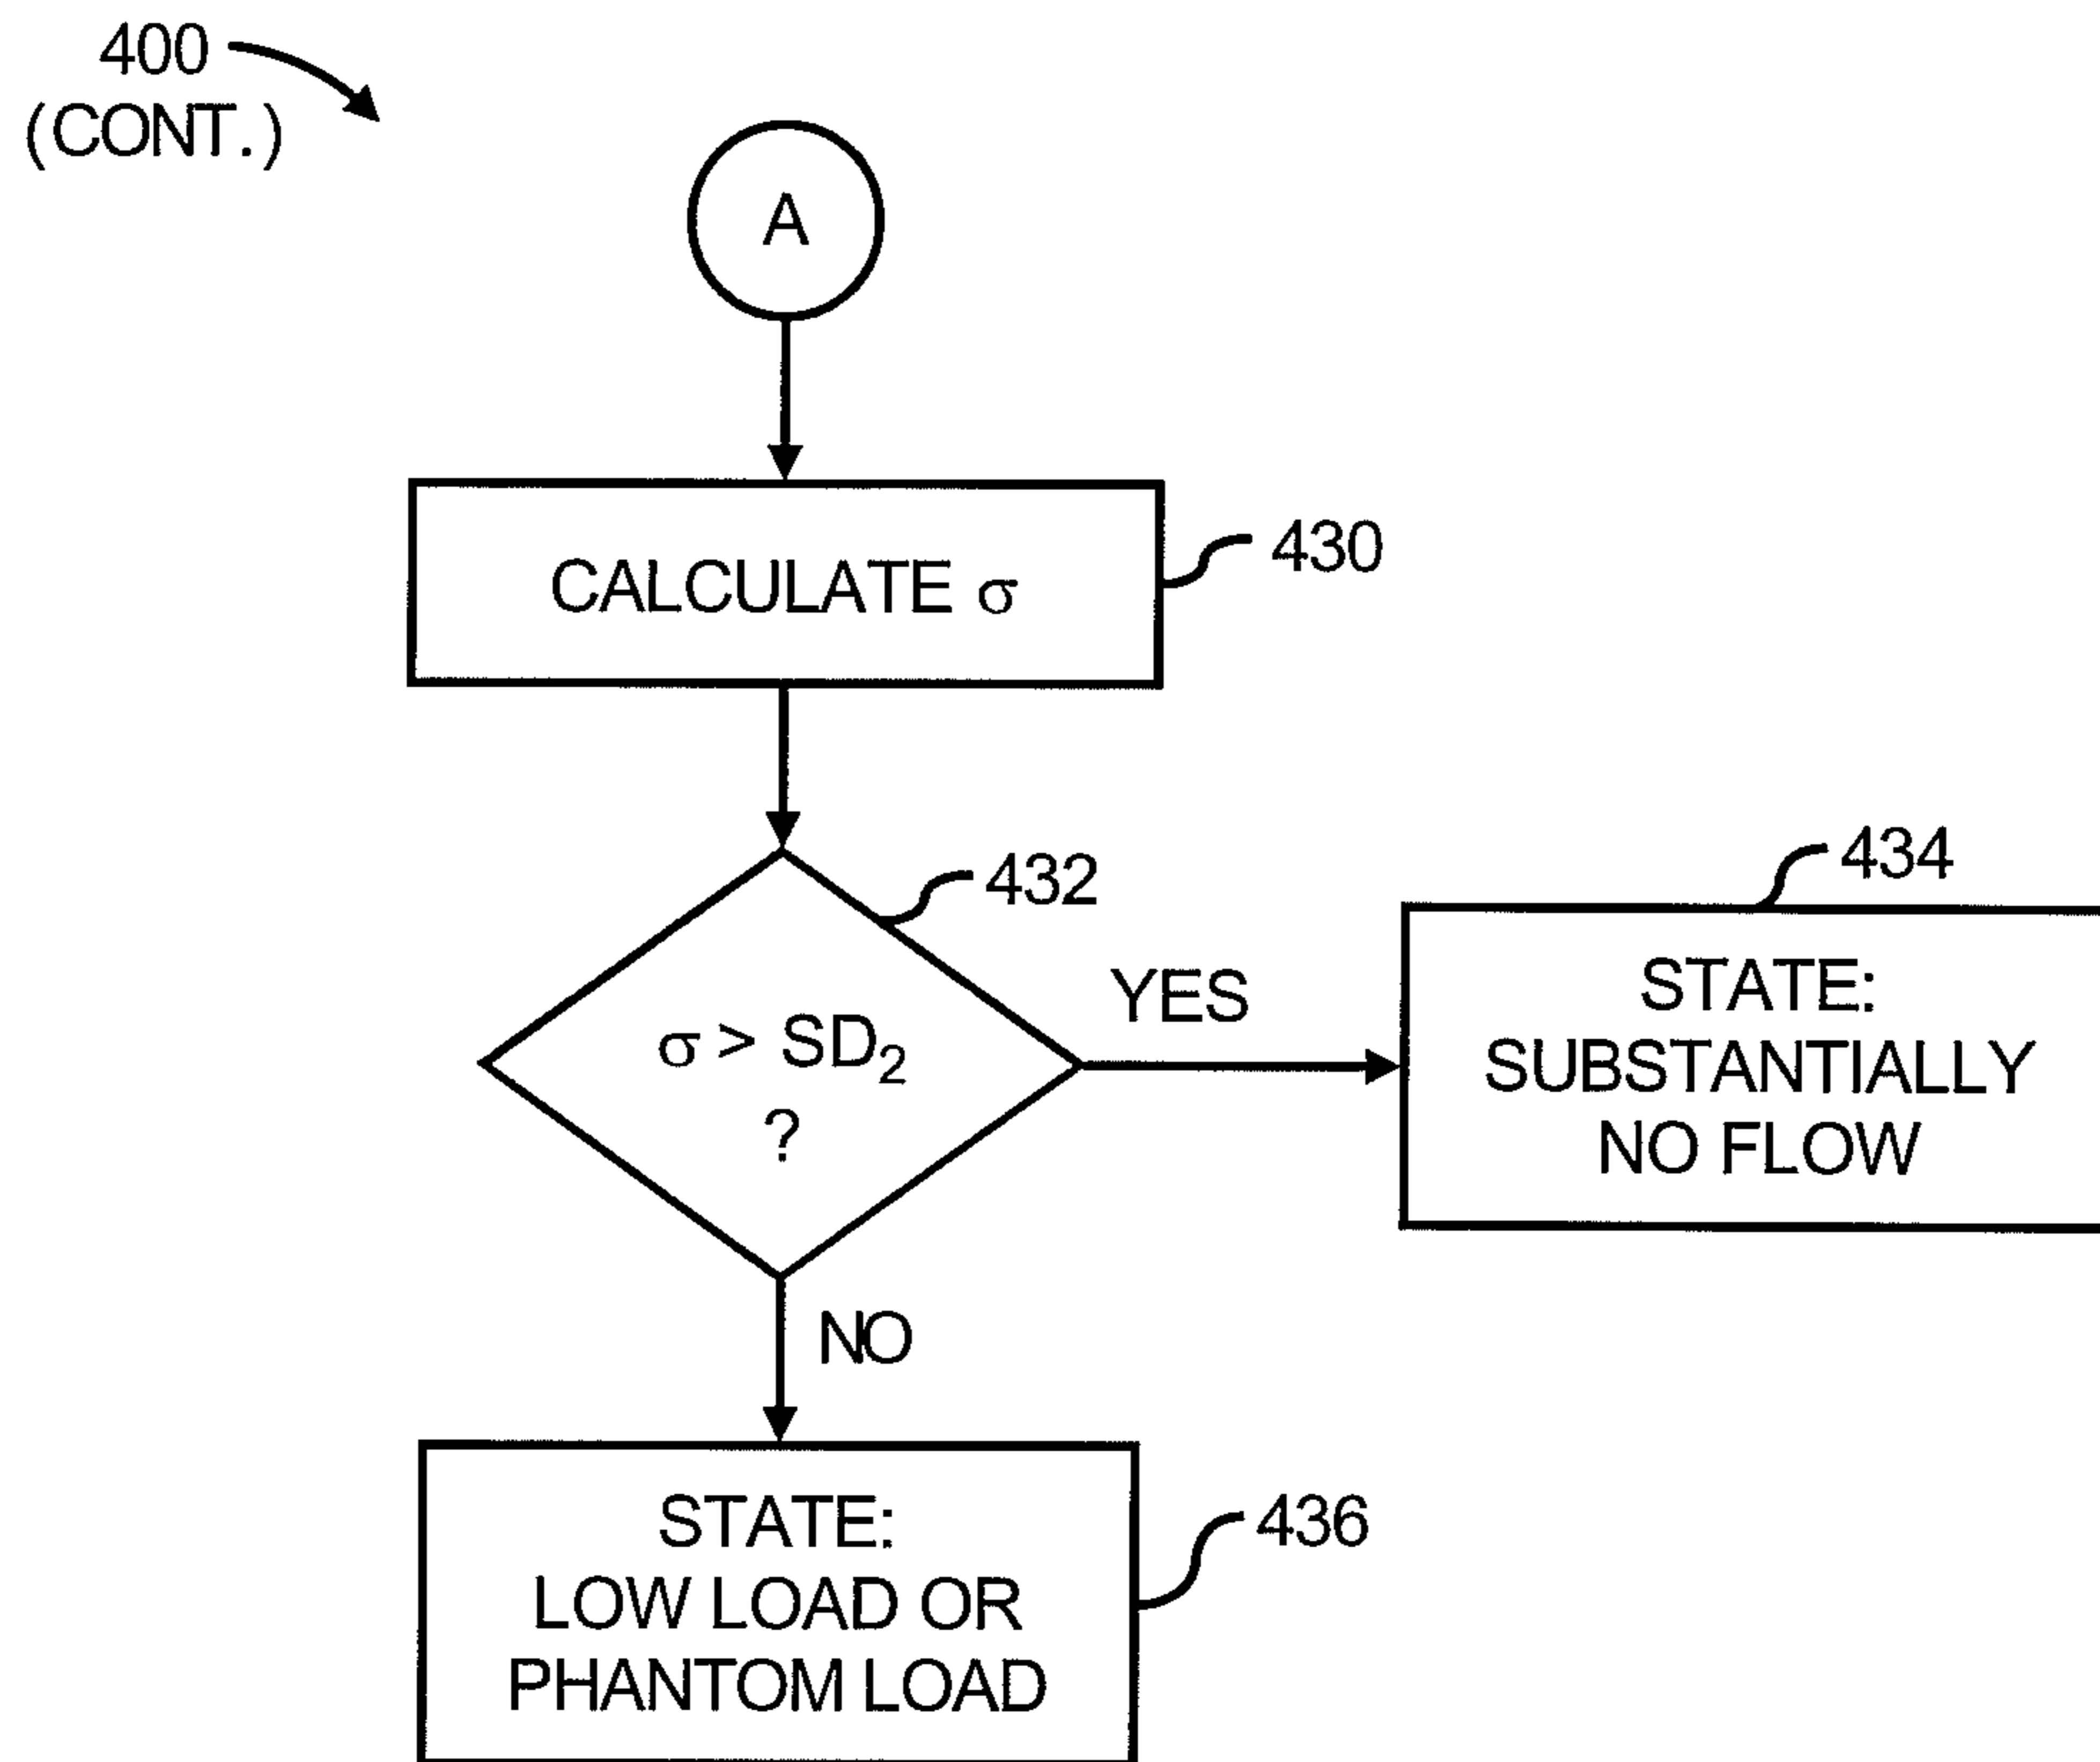 400
(CONT.)
A
CALCULATE σ
430
432
σ > SD₂
?
YES
434
STATE:
SUBSTANTIALLY
NO FLOW
NO
STATE:
LOW LOAD OR
PHANTOM LOAD
436